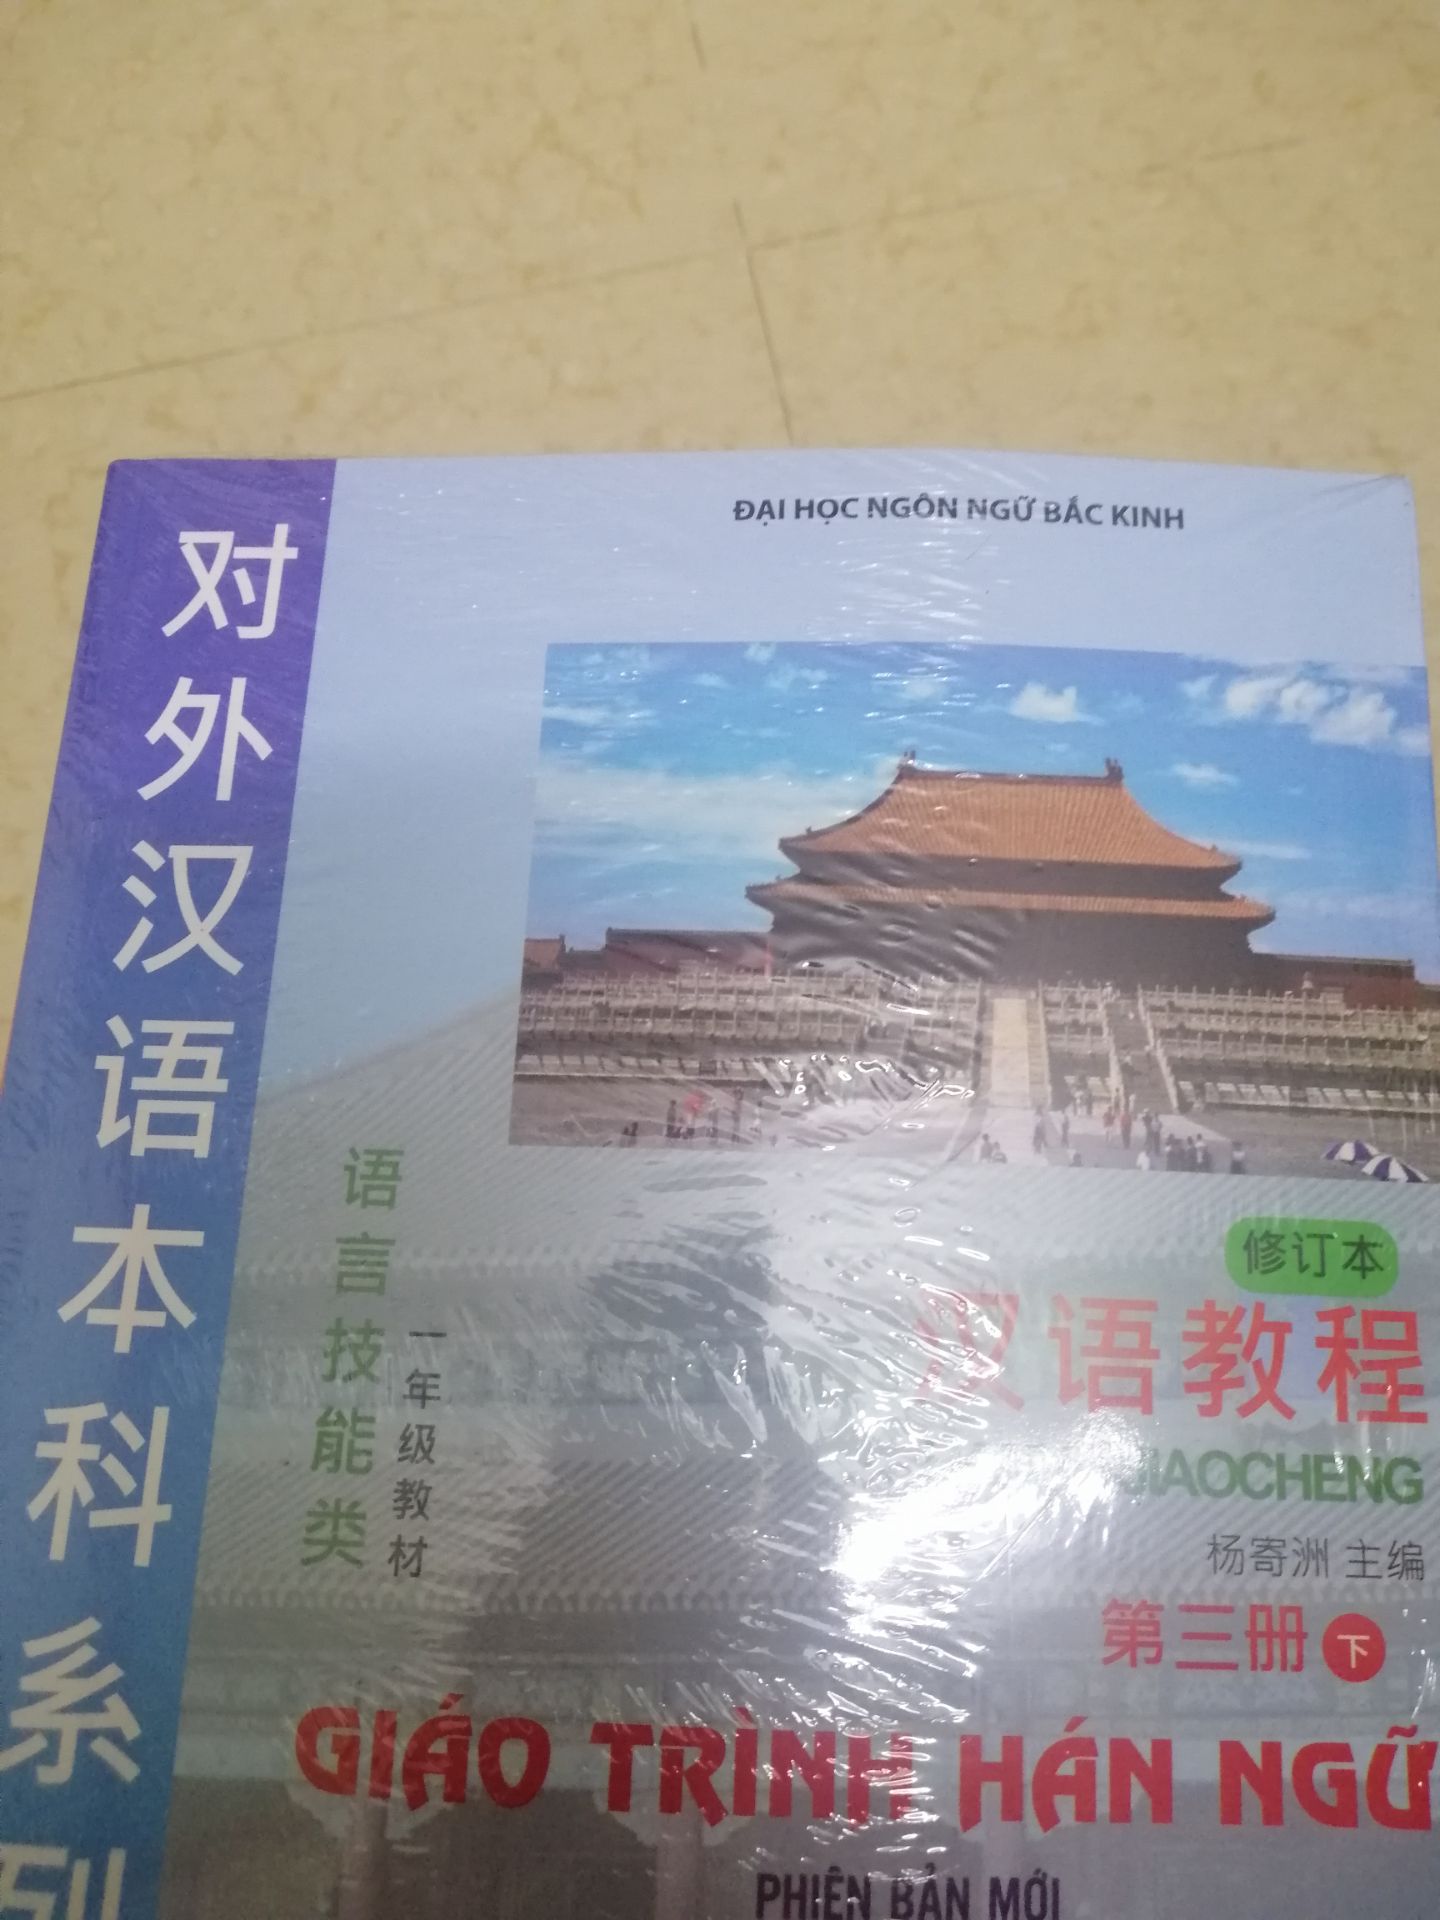 ĐẠI HỌC NGÔN NGỮ BẮC KINH
对外汉语本科系列
语言技能类
一年级教材
修订本
汉语教程
JIAOCHENG
杨寄洲 主编
第三册 下
GIÁO TRÌNH HÁN NGỮ
PHIÊN BẢN MỚI